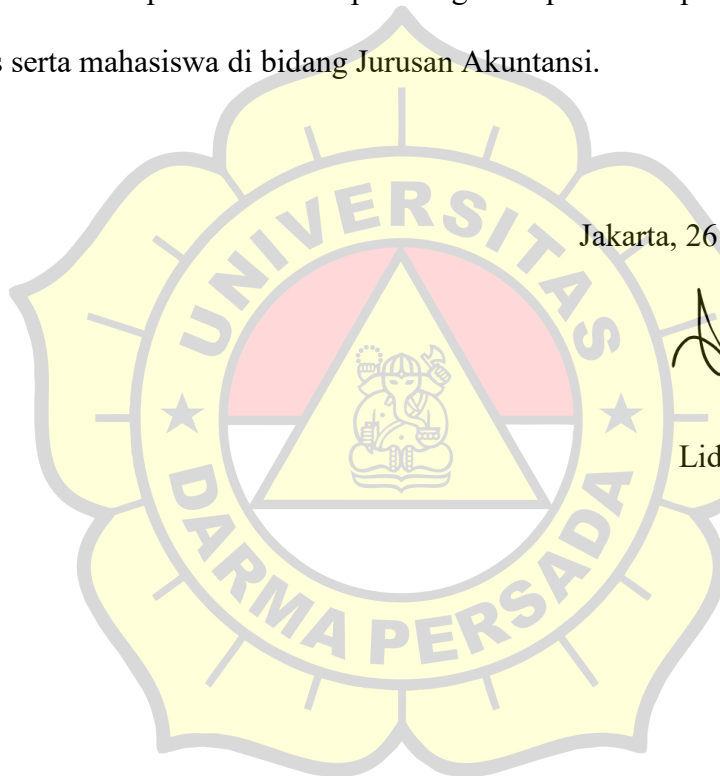 s serta mahasiswa di bidang Jurusan Akuntansi.
Jakarta, 26
Lid
UNIVERSITAS
DARMA PERSADA